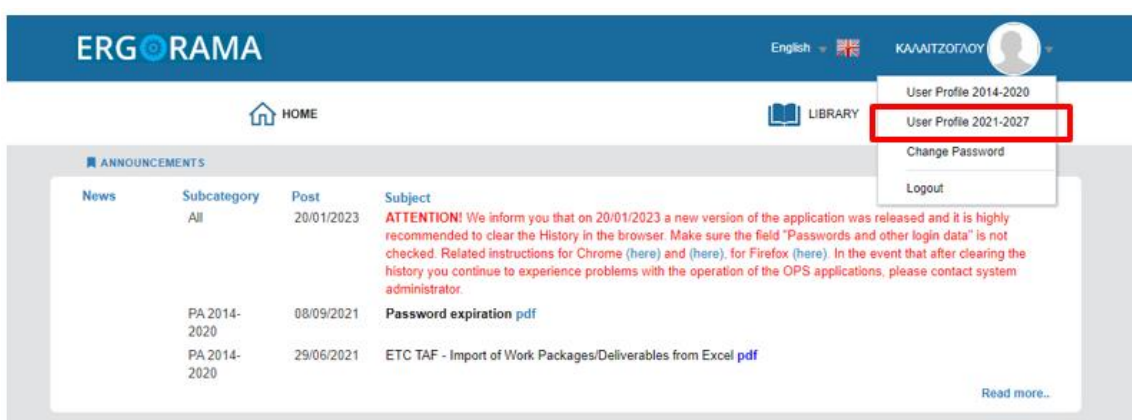 ERGORAMA
English
ΚΑΛΑΙΤΖΟΓΛΟΥ
User Profile 2014-2020
User Profile 2021-2027
Change Password
Logout
HOME
LIBRARY
ANNOUNCEMENTS
News Subcategory Post Subject
All 20/01/2023 ATTENTION! We inform you that on 20/01/2023 a new version of the application was released and it is highly
recommended to clear the History in the browser. Make sure the field "Passwords and other login data" is not
checked. Related instructions for Chrome (here) and (here), for Firefox (here). In the event that after clearing the
history you continue to experience problems with the operation of the OPS applications, please contact system
administrator.
PA 2014-
2020 08/09/2021 Password expiration pdf
PA 2014-
2020 29/06/2021 ETC TAF - Import of Work Packages/Deliverables from Excel pdf
Read more..